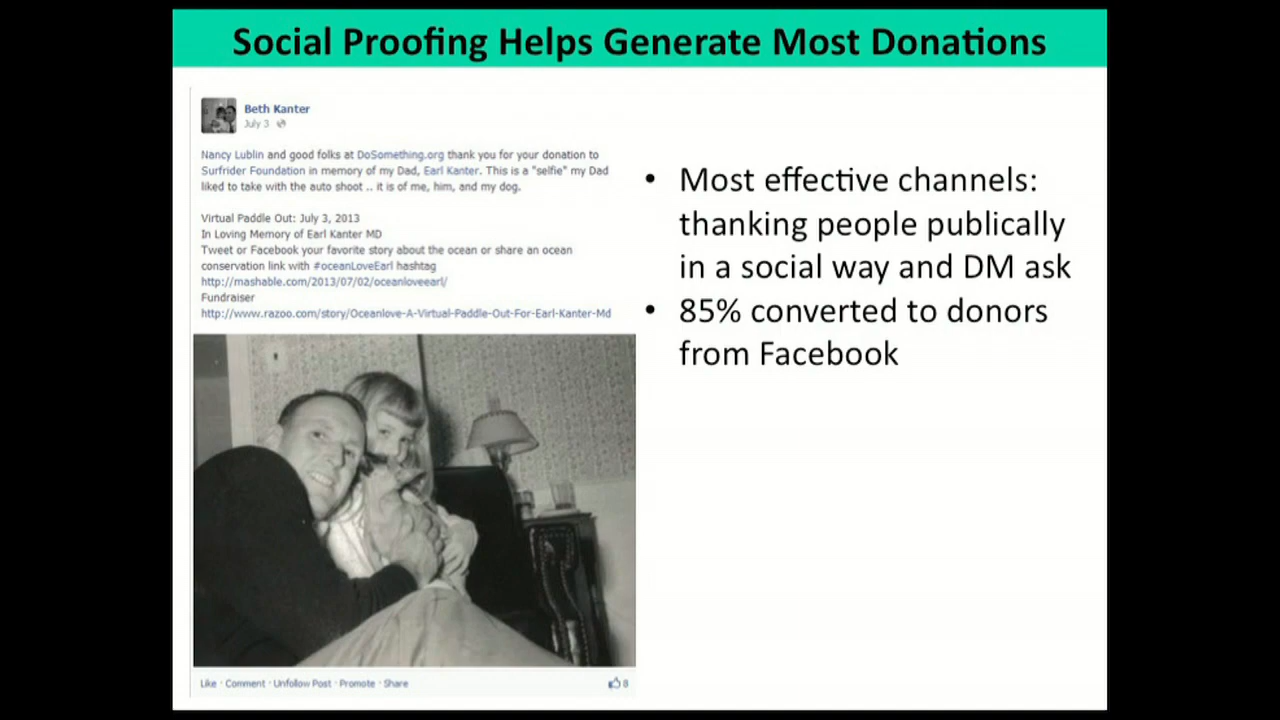 Social Proofing Helps Generate Most Donations
Beth Kanter
July 3
Nancy Lublin and good folks at DoSomething.org thank you for your donation to
Surfrider Foundation in memory of my Dad, Earl Kanter. This is a "selfie" my Dad
liked to take with the auto shoot .. it is of me, him, and my dog.
Virtual Paddle Out: July 3, 2013
In Loving Memory of Earl Kanter MD
Tweet or Facebook your favorite story about the ocean or share an ocean
conservation link with #oceanLoveEarl hashtag
http://mashable.com/2013/07/02/oceanloveearl/
Fundraiser
http://www.razoo.com/story/Oceanlove-A-Virtual-Paddle-Out-For-Earl-Kanter-Md
Like · Comment · Unfollow Post · Promote · Share
8
• Most effective channels:
thanking people publically
in a social way and DM ask
• 85% converted to donors
from Facebook